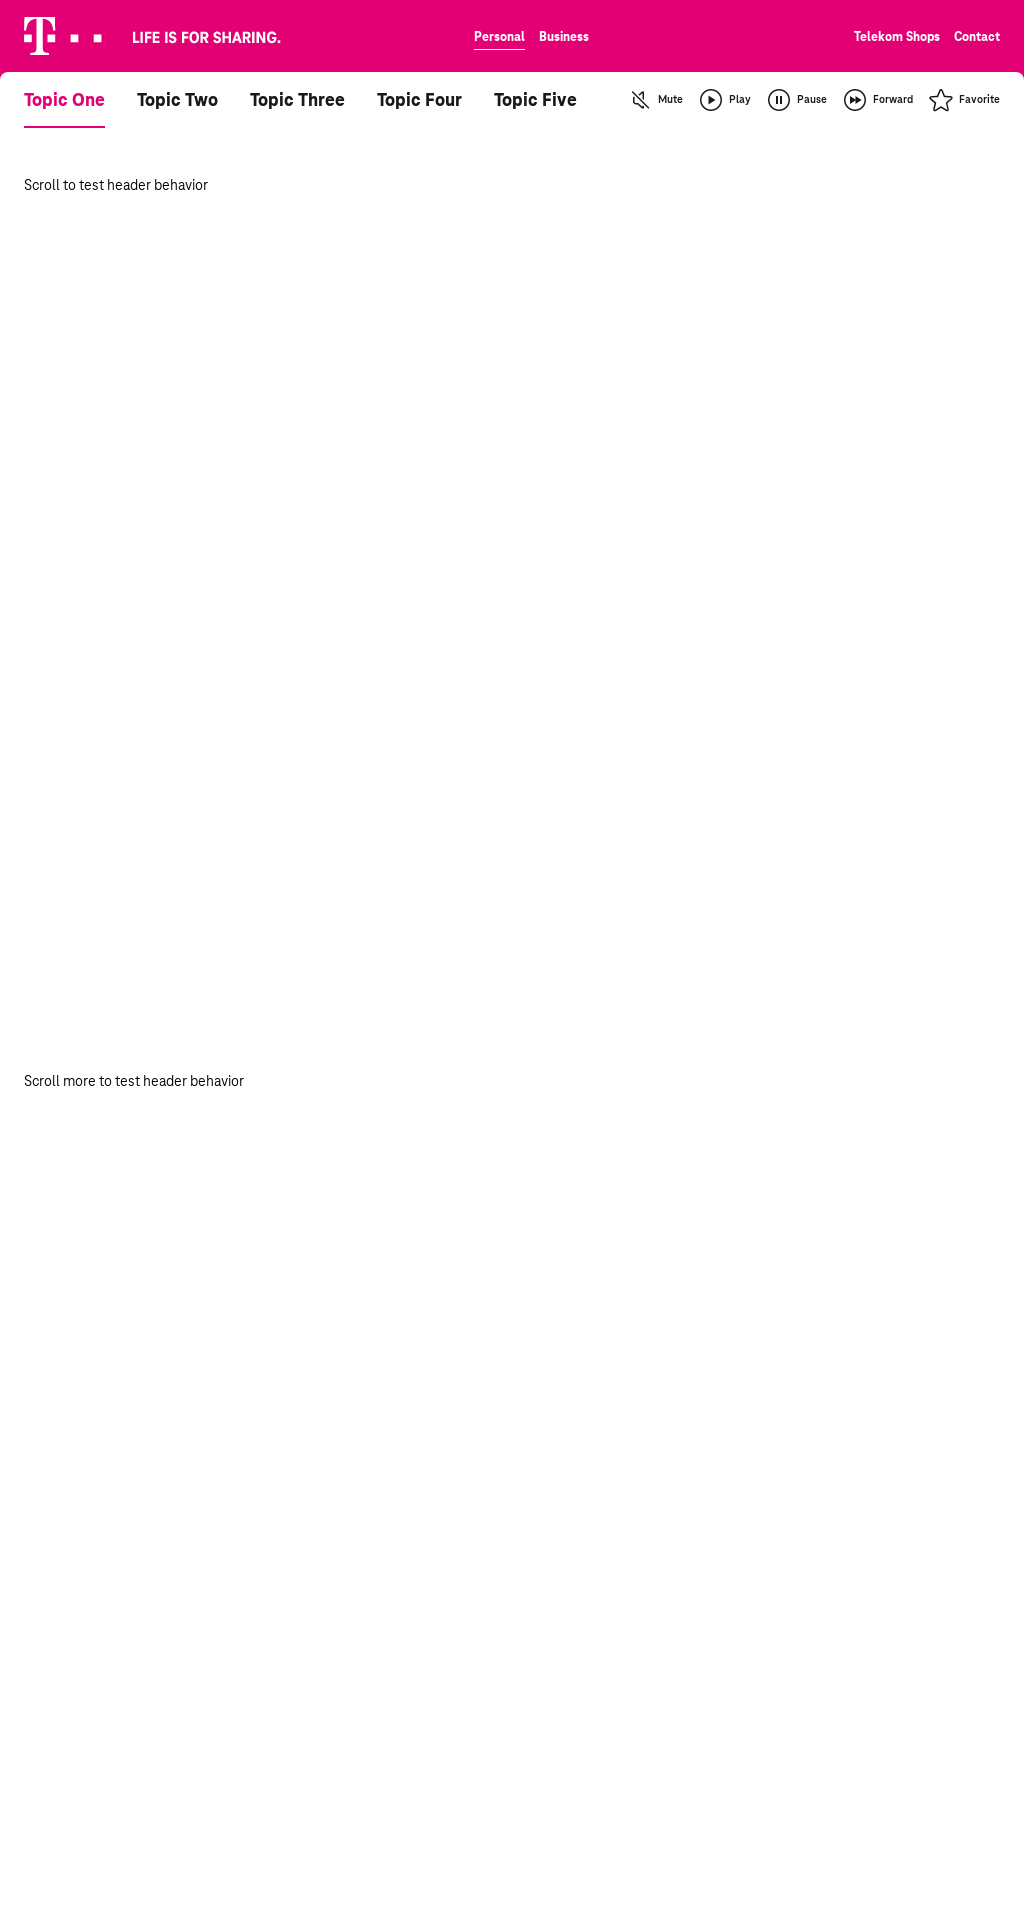 T
LIFE IS FOR SHARING.
Personal Business
Telekom Shops Contact
Topic One Topic Two Topic Three Topic Four Topic Five
Mute Play Pause Forward Favorite
Scroll to test header behavior
Scroll more to test header behavior